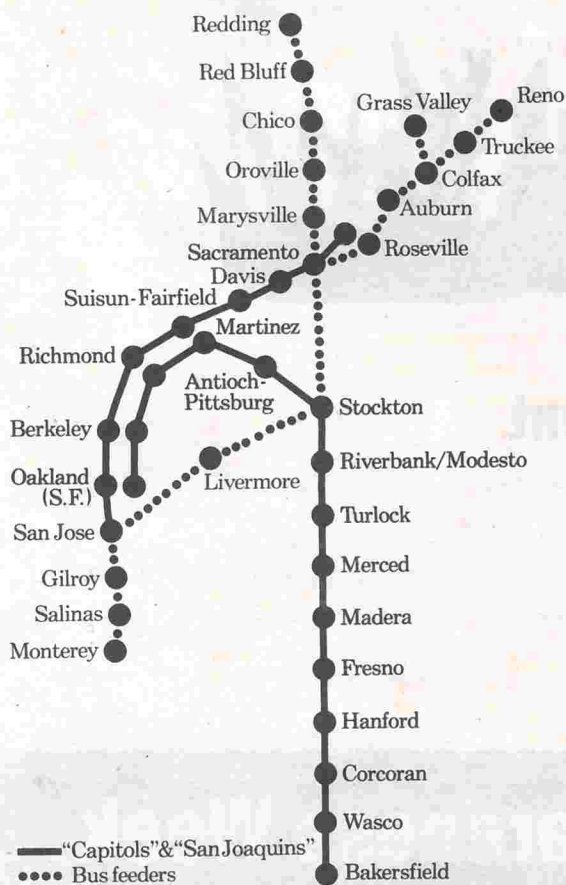 Redding
Red Bluff
Chico
Oroville
Marysville
Sacramento
Davis
Suisun-Fairfield
Martinez
Richmond
Antioch-
Pittsburg
Berkeley
Oakland
(S.F.)
San Jose
Gilroy
Salinas
Monterey
Livermore
Grass Valley
Reno
Truckee
Colfax
Auburn
Roseville
Stockton
Riverbank/Modesto
Turlock
Merced
Madera
Fresno
Hanford
Corcoran
Wasco
Bakersfield
"Capitols"&"San Joaquins"
Bus feeders